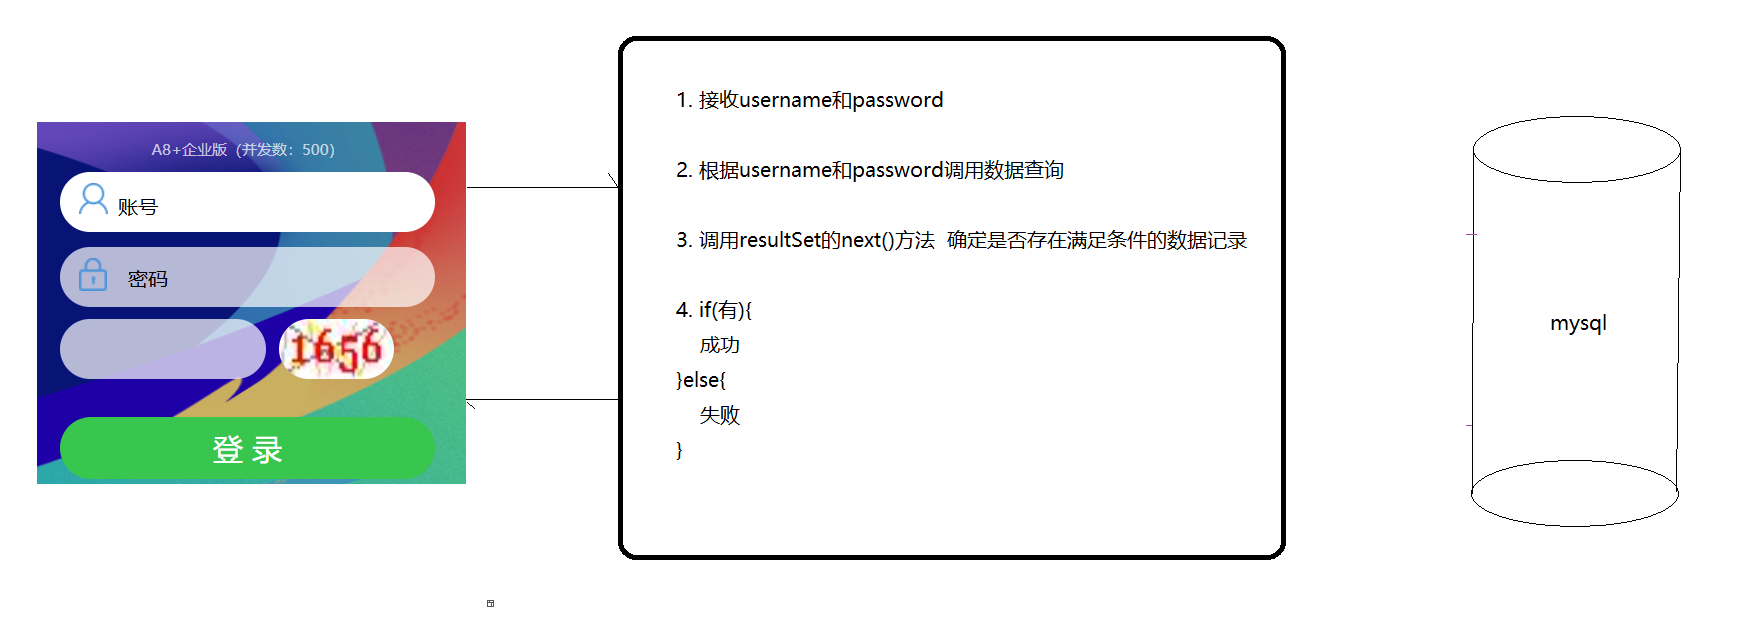 A8+企业版（并发数：500）
账号
密码
1656
登 录
1. 接收username和password
2. 根据username和password调用数据查询
3. 调用resultSet的next()方法  确定是否存在满足条件的数据记录
4. if(有){
成功
}else{
失败
}
mysql